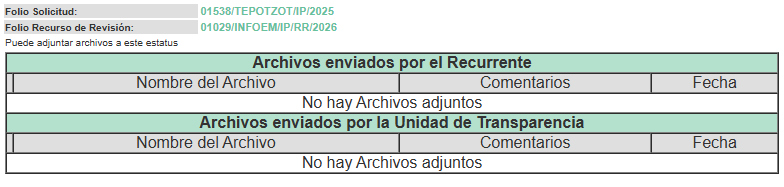 Folio Solicitud: 01538/TEPOTZOT/IP/2025
Folio Recurso de Revisión: 01029/INFOEM/IP/RR/2026
Puede adjuntar archivos a este estatus
Archivos enviados por el Recurrente
Nombre del Archivo Comentarios Fecha
No hay Archivos adjuntos
Archivos enviados por la Unidad de Transparencia
Nombre del Archivo Comentarios Fecha
No hay Archivos adjuntos